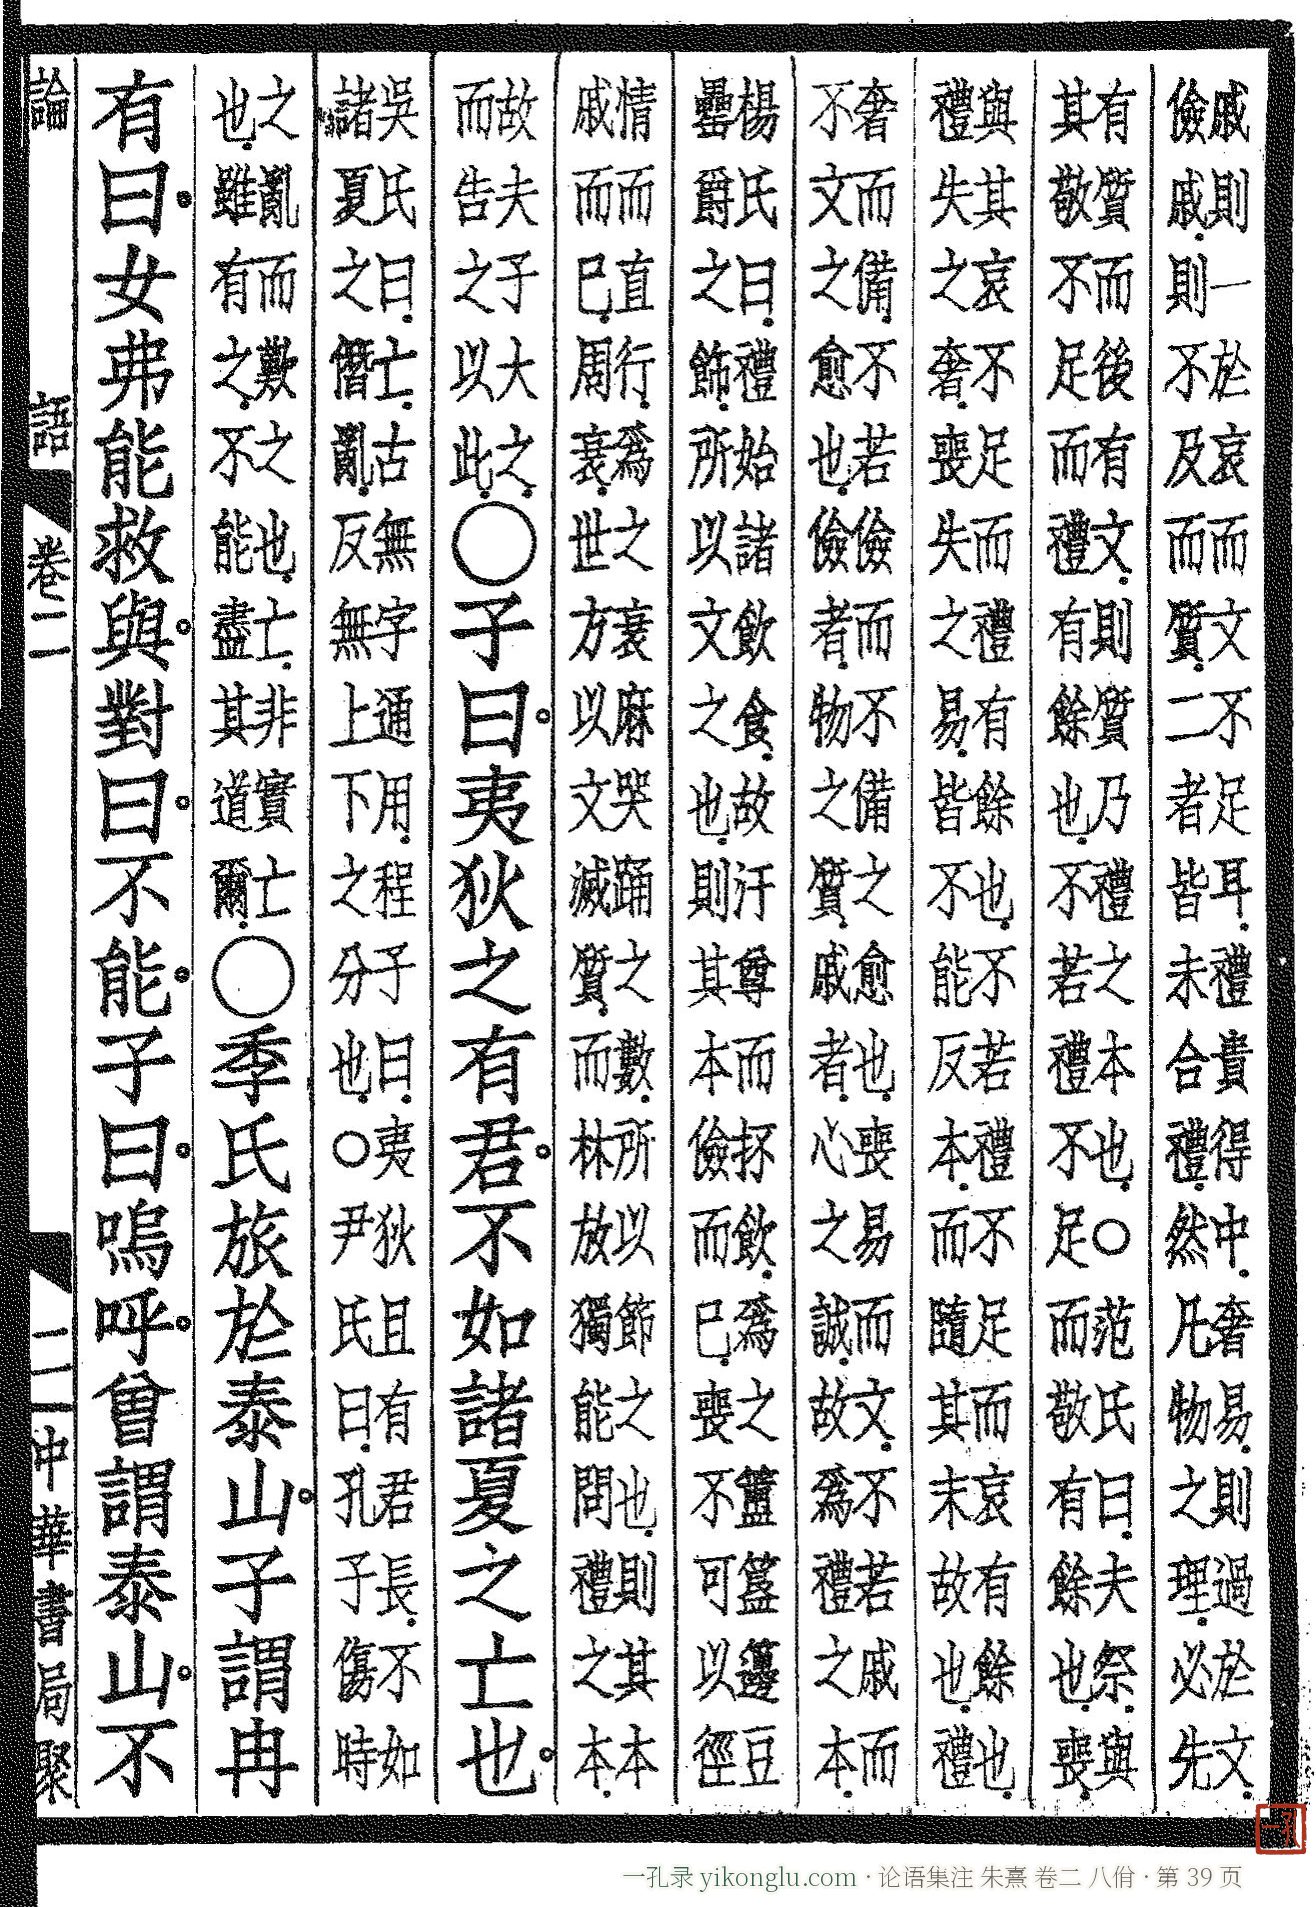 戚則一於哀而文不足耳禮貴得中奢易則過於文
儉戚則不及而質二者皆未合禮然凡物之理必先
有質而後有文則質乃禮之本也○范氏曰夫祭與
其敬不足而禮有餘也不若禮不足而敬有餘也喪
與其哀不足而禮有餘也不若禮不足而哀有餘也
禮失之奢喪失之易皆不能反本而隨其末故也禮
奢而備不若儉而不備之愈也喪易而文不若戚而
不文之愈也儉者物之質戚者心之誠故為禮之本
楊氏曰禮始諸飲食故汙尊而抔飲為之簠簋籩豆
罍爵之飾所以文之也則其本儉而已喪不可以徑
情而直行為之衰麻哭踊之數所以節之也則其本
戚而已周衰世方以文滅質而林放獨能問禮之本
故夫子大之
而告之以此
○子曰夷狄之有君不如諸夏之亡也
吳氏曰亡古無字通用程子曰夷狄且有君長不如
諸夏之僭亂反無上下之分也○尹氏曰孔子傷時
之亂而歎之也亡非實亡
也雖有之不能盡其道爾
○季氏旅於泰山子謂冉
有曰女弗能救與對曰不能子曰嗚呼曾謂泰山不
論語 卷二 二一 中華書局聚
一孔
一孔录 yikonglu.com · 论语集注 朱熹 卷二 八佾 · 第 39 页